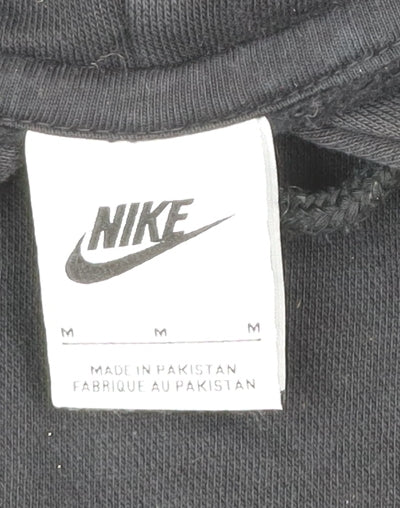 NIKE
M M M
MADE IN PAKISTAN
FABRIQUE AU PAKISTAN